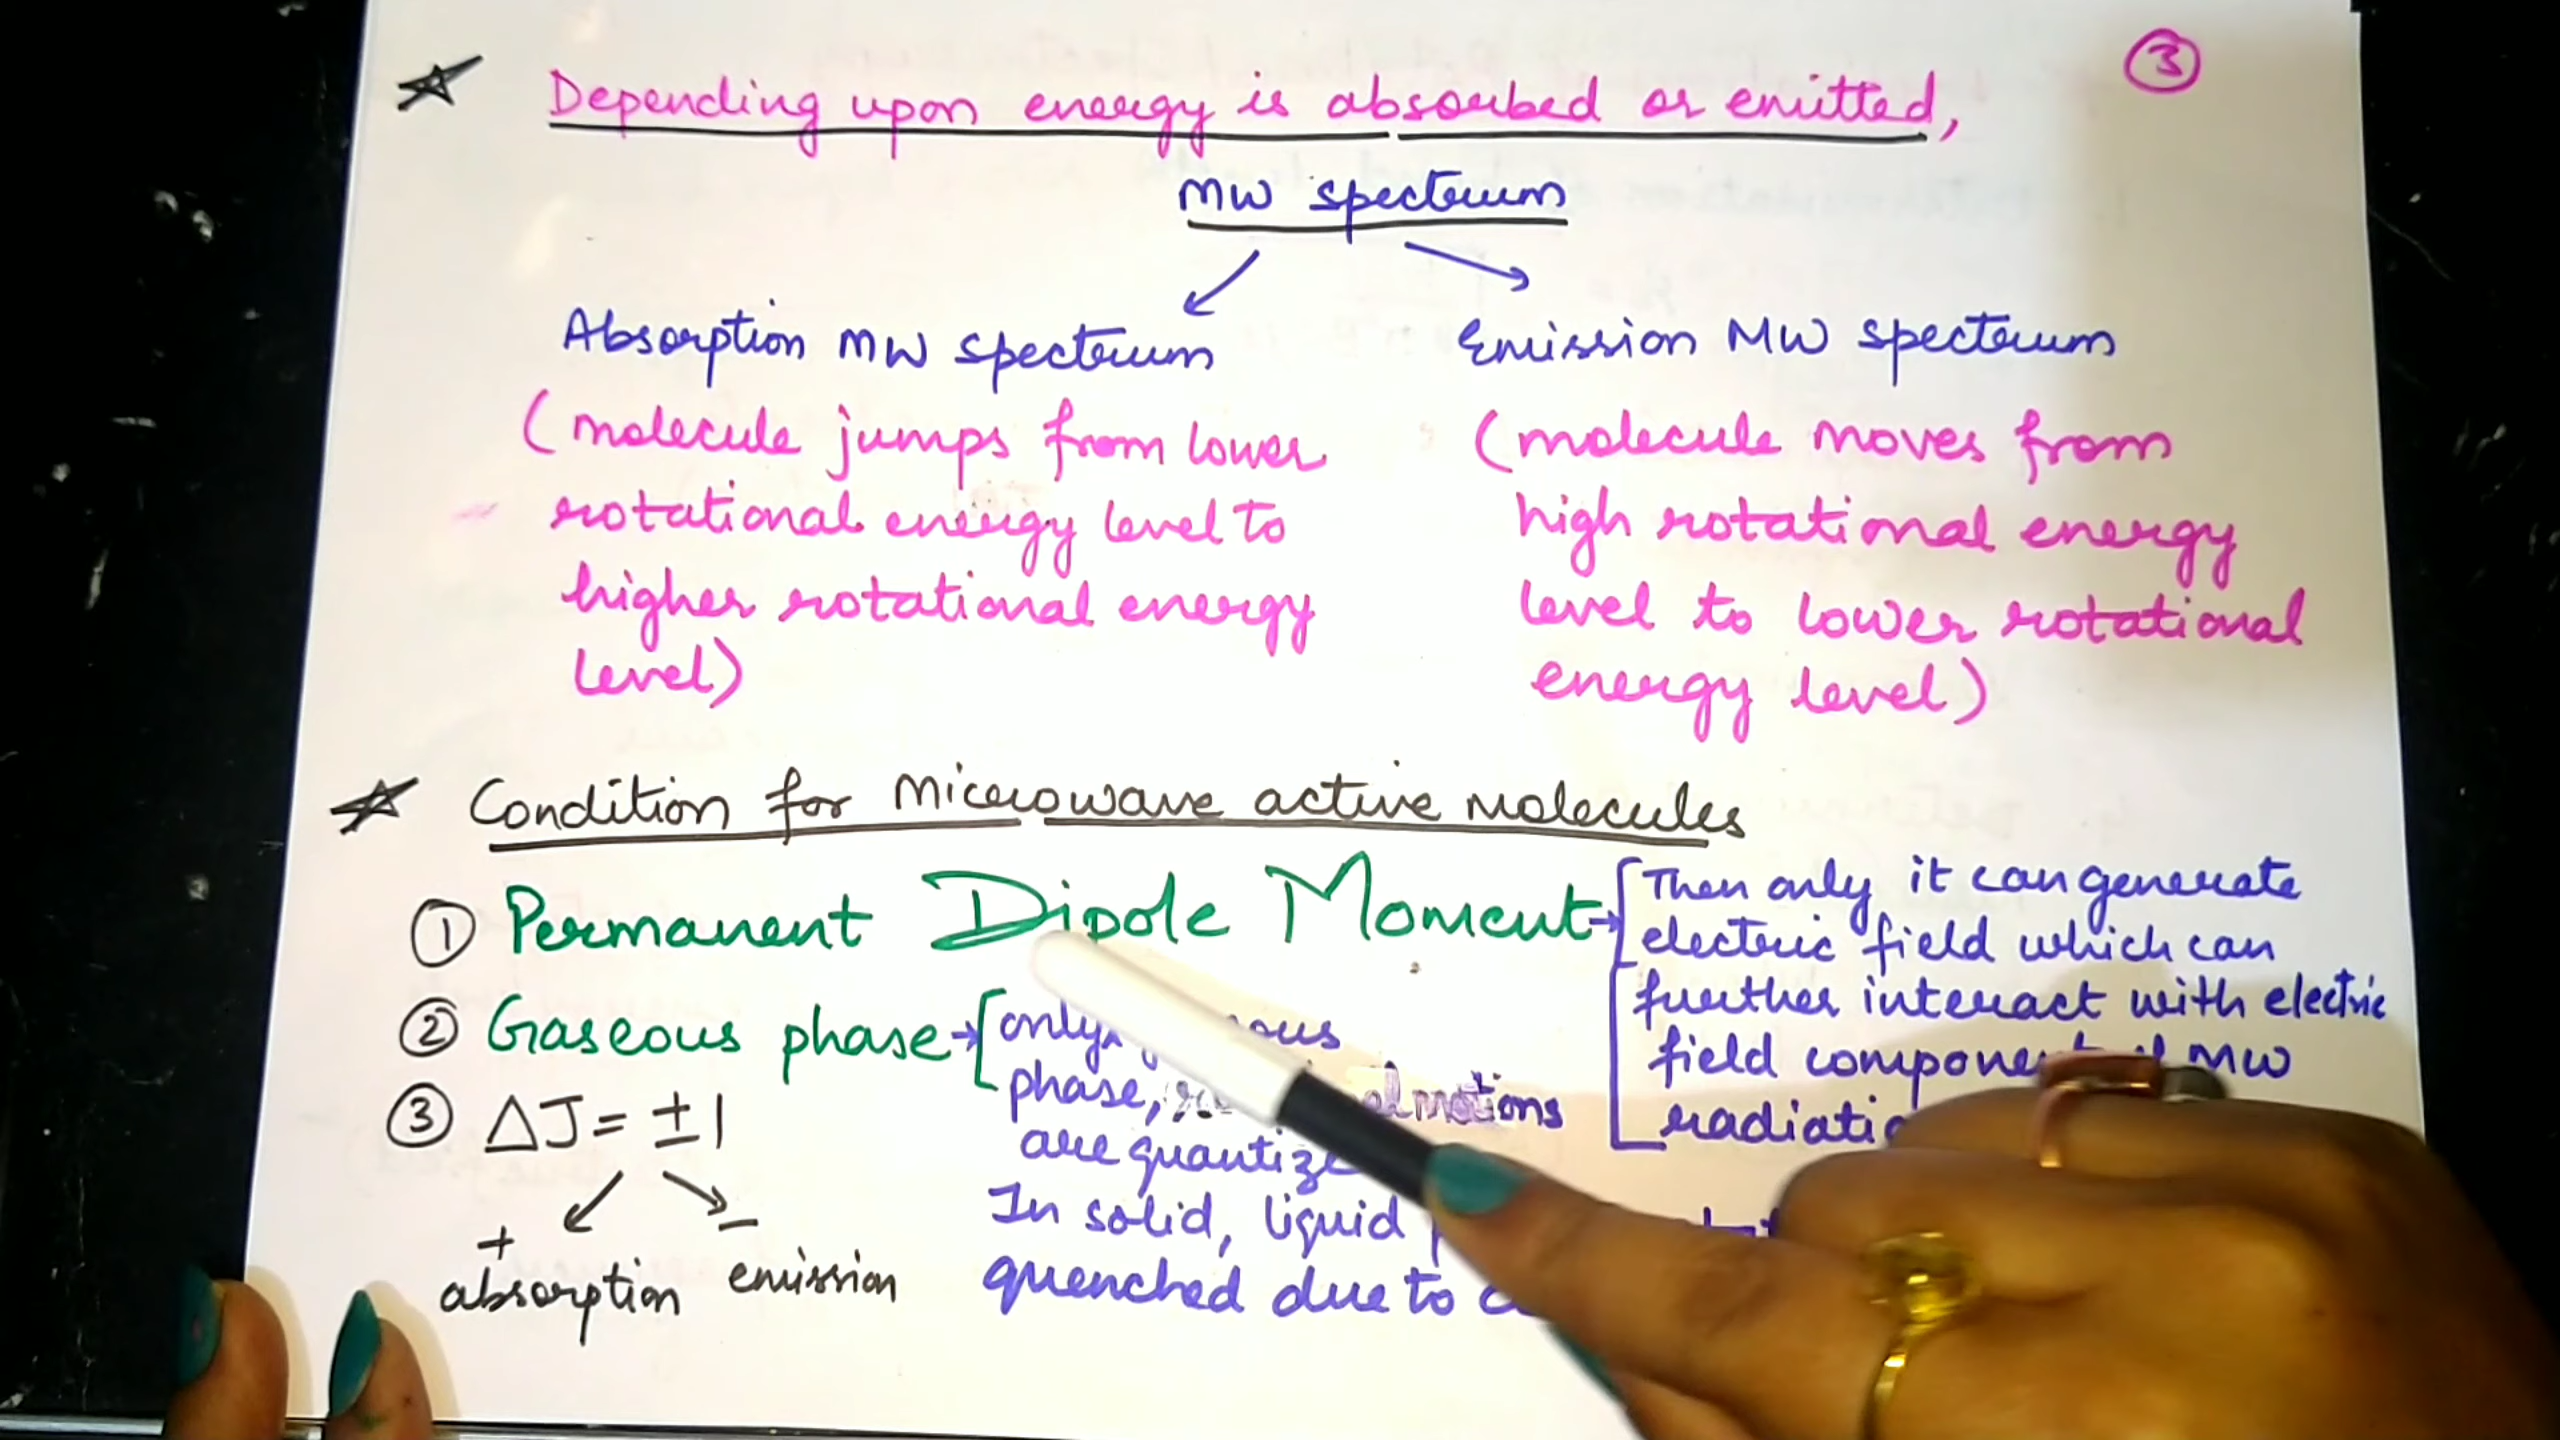 3
Depending upon energy is absorbed or emitted,
MW spectrum
Absorption MW spectrum
(molecule jumps from lower
rotational energy level to
higher rotational energy
level)
Emission MW spectrum
(molecule moves from
high rotational energy
level to lower rotational
energy level)
Condition for Microwave active molecules
① Permanent Dipole Moment →
Then only it can generate
electric field which can
further interact with electric
field MW
② Gaseous phase →
only
phase, motions
are
In solid, liquid
quenched due to
③ ΔJ = ±1
+
absorption
−
emission